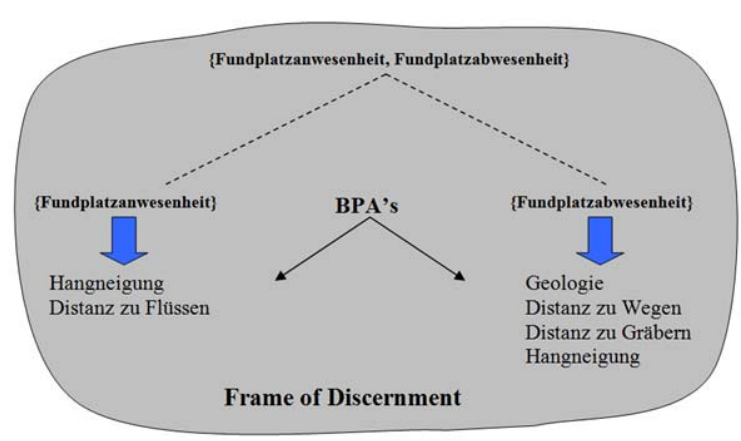 {Fundplatzanwesenheit, Fundplatzabwesenheit}
{Fundplatzanwesenheit}
BPA’s
{Fundplatzabwesenheit}
Hangneigung
Distanz zu Flüssen
Geologie
Distanz zu Wegen
Distanz zu Gräbern
Hangneigung
Frame of Discernment